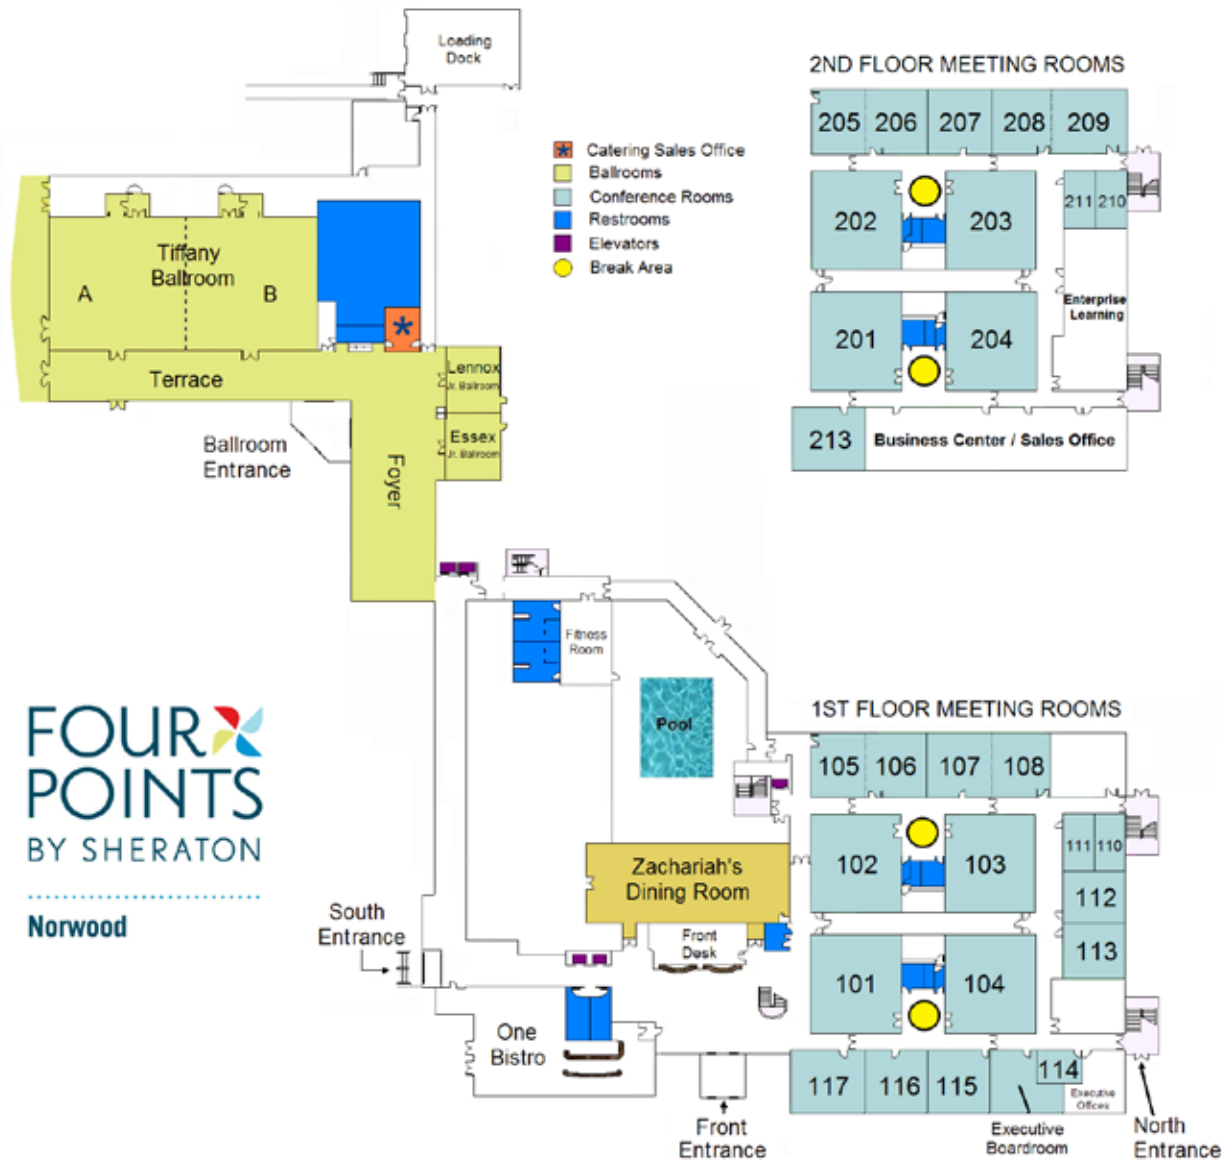 Loading
Dock
2ND FLOOR MEETING ROOMS
205 206 207 208 209
* Catering Sales Office
Ballrooms
Conference Rooms
Restrooms
Elevators
Break Area
202 203 211 210
Tiffany
Ballroom
A B
*
Enterprise
Learning
201 204
Terrace
Lennox
Jr. Ballroom
Essex
Jr. Ballroom
Ballroom
Entrance
Foyer
213 Business Center / Sales Office
Fitness
Room
Pool
1ST FLOOR MEETING ROOMS
105 106 107 108
FOUR
POINTS
BY SHERATON
Norwood
102 103 111 110
Zachariah's
Dining Room
112
South
Entrance
Front
Desk
113
101 104
One
Bistro
117 116 115 114
Executive
Offices
Front
Entrance
Executive
Boardroom
North
Entrance